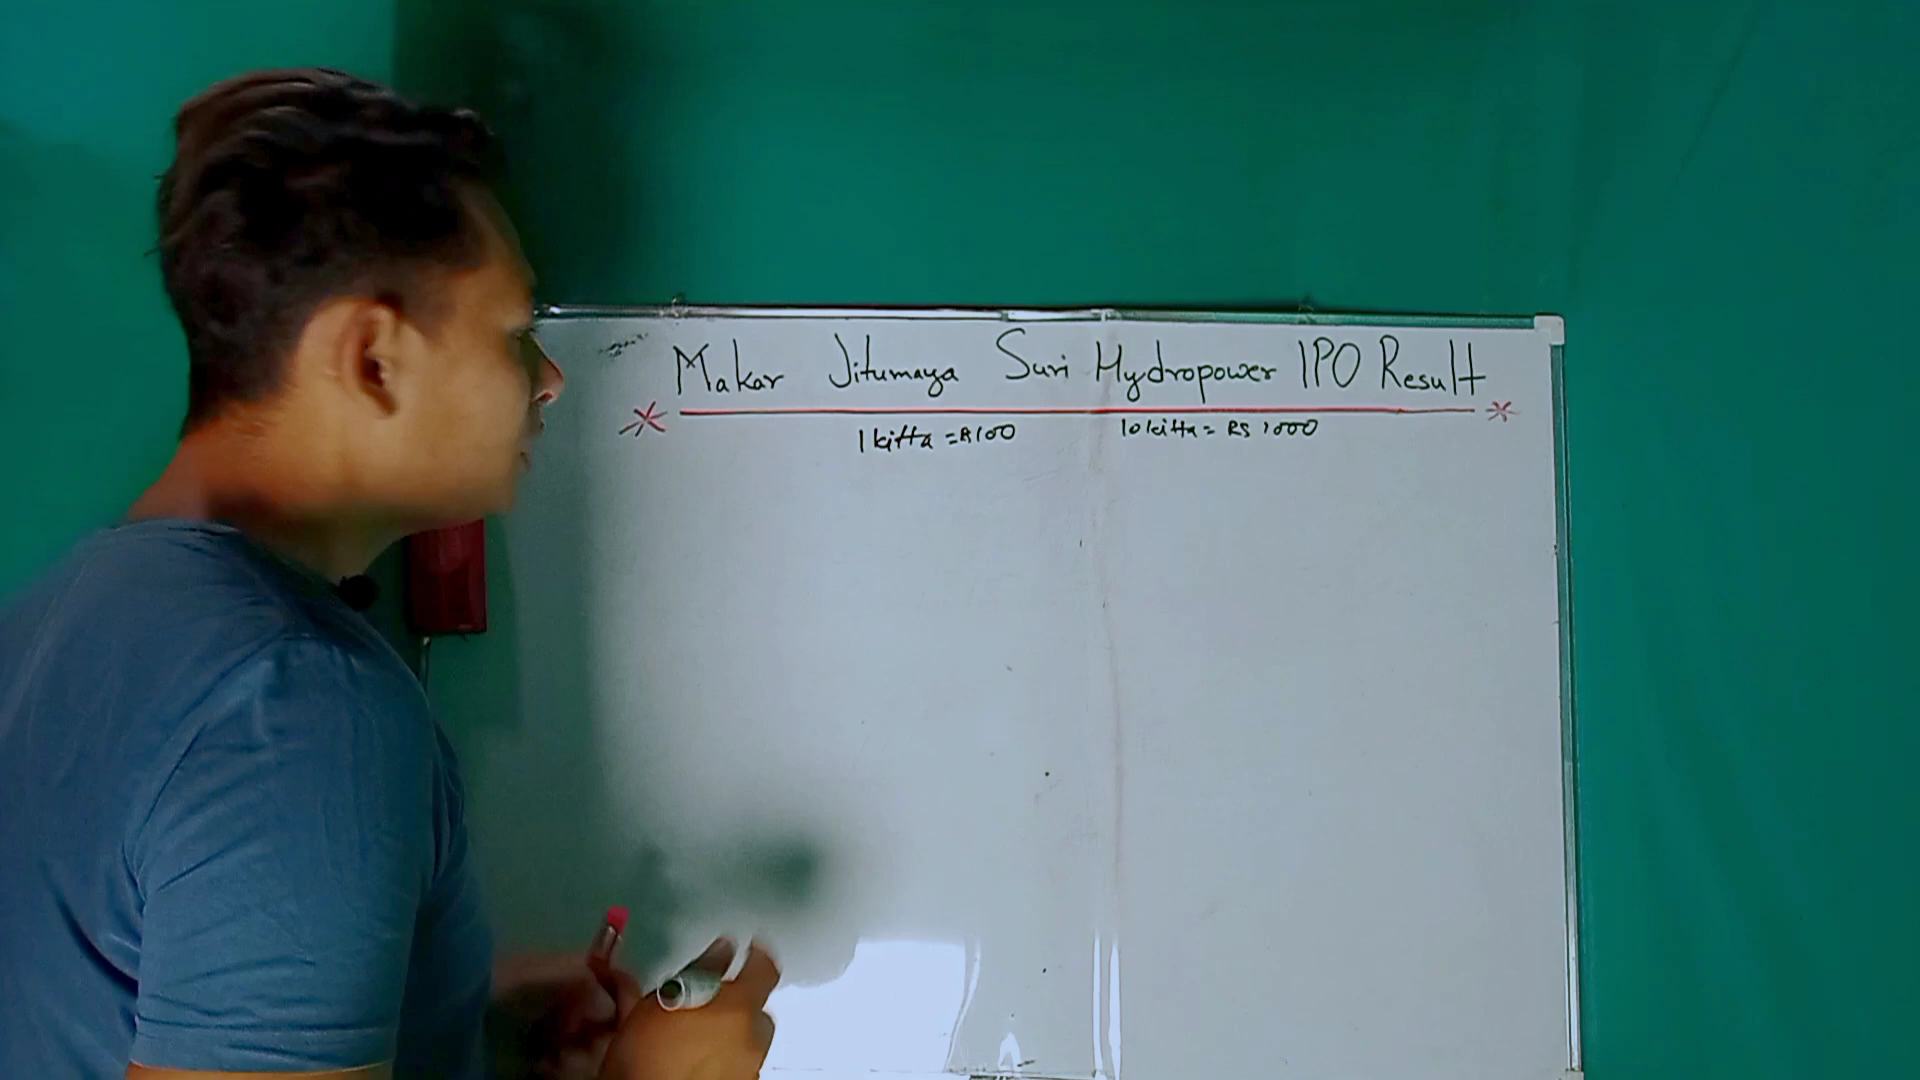 Makar Jitumaya Suri Hydropower IPO Result
1 kitta = R100 10 kitta = RS 1000